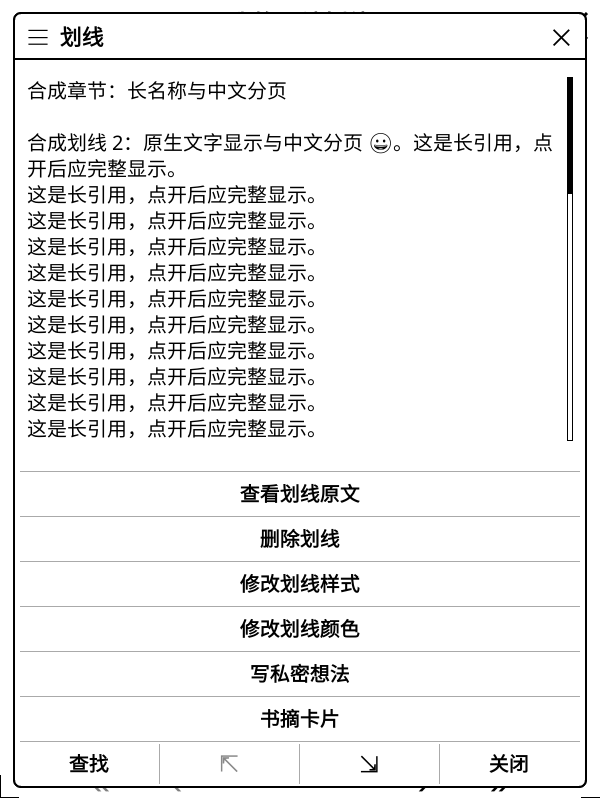 划线
合成章节：长名称与中文分页
合成划线 2：原生文字显示与中文分页 😀。这是长引用，点
开后应完整显示。
这是长引用，点开后应完整显示。
这是长引用，点开后应完整显示。
这是长引用，点开后应完整显示。
这是长引用，点开后应完整显示。
这是长引用，点开后应完整显示。
这是长引用，点开后应完整显示。
这是长引用，点开后应完整显示。
这是长引用，点开后应完整显示。
这是长引用，点开后应完整显示。
这是长引用，点开后应完整显示。
查看划线原文
删除划线
修改划线样式
修改划线颜色
写私密想法
书摘卡片
查找
关闭